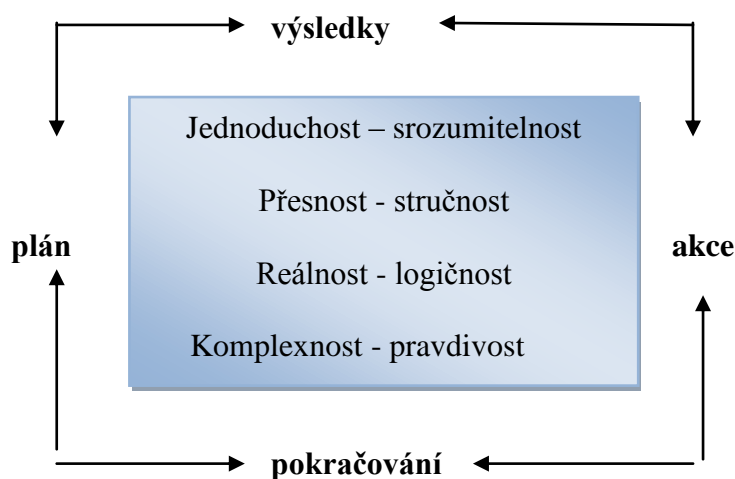 výsledky
Jednoduchost – srozumitelnost
Přesnost - stručnost
plán
akce
Reálnost - logičnost
Komplexnost - pravdivost
pokračování